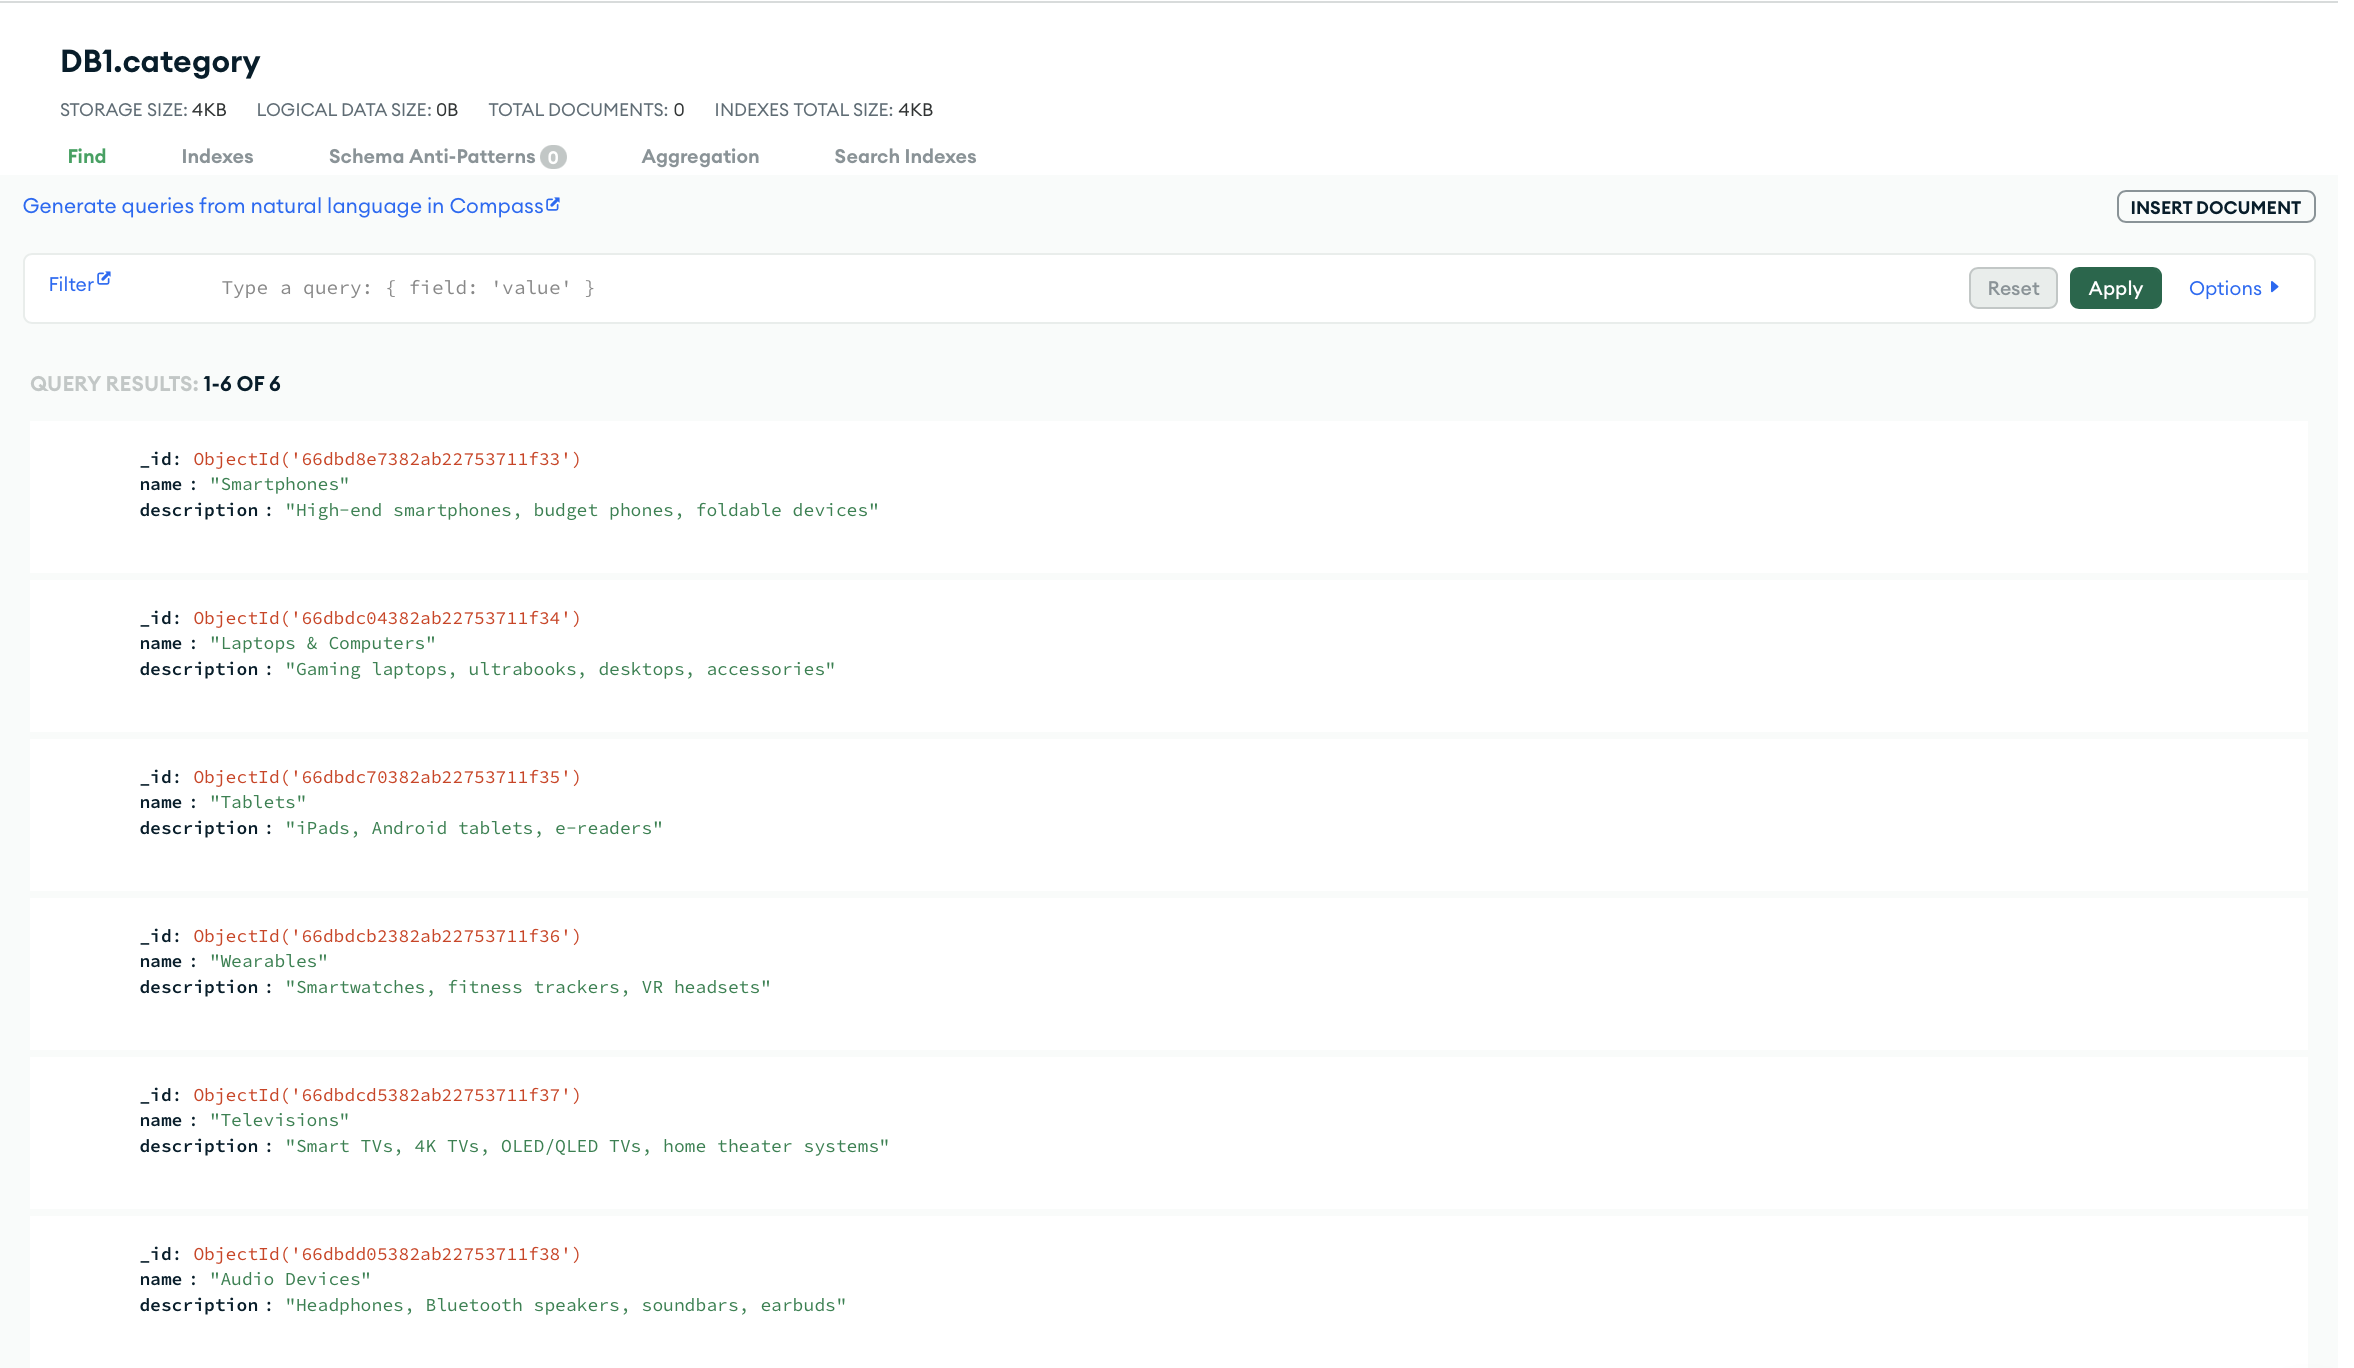 DB1.category
STORAGE SIZE: 4KB LOGICAL DATA SIZE: 0B TOTAL DOCUMENTS: 0 INDEXES TOTAL SIZE: 4KB
Find Indexes Schema Anti-Patterns 0 Aggregation Search Indexes
Generate queries from natural language in Compass INSERT DOCUMENT
Filter Type a query: { field: 'value' } Reset Apply Options
QUERY RESULTS: 1-6 OF 6
_id: ObjectId('66dbd8e7382ab22753711f33')
name : "Smartphones"
description : "High-end smartphones, budget phones, foldable devices"
_id: ObjectId('66dbdc04382ab22753711f34')
name : "Laptops & Computers"
description : "Gaming laptops, ultrabooks, desktops, accessories"
_id: ObjectId('66dbdc70382ab22753711f35')
name : "Tablets"
description : "iPads, Android tablets, e-readers"
_id: ObjectId('66dbdcb2382ab22753711f36')
name : "Wearables"
description : "Smartwatches, fitness trackers, VR headsets"
_id: ObjectId('66dbdcd5382ab22753711f37')
name : "Televisions"
description : "Smart TVs, 4K TVs, OLED/QLED TVs, home theater systems"
_id: ObjectId('66dbdd05382ab22753711f38')
name : "Audio Devices"
description : "Headphones, Bluetooth speakers, soundbars, earbuds"